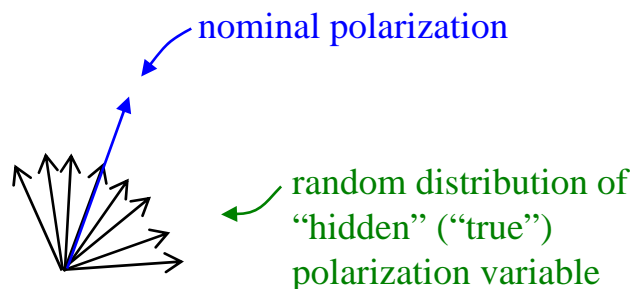 nominal polarization
random distribution of
“hidden” (“true”)
polarization variable